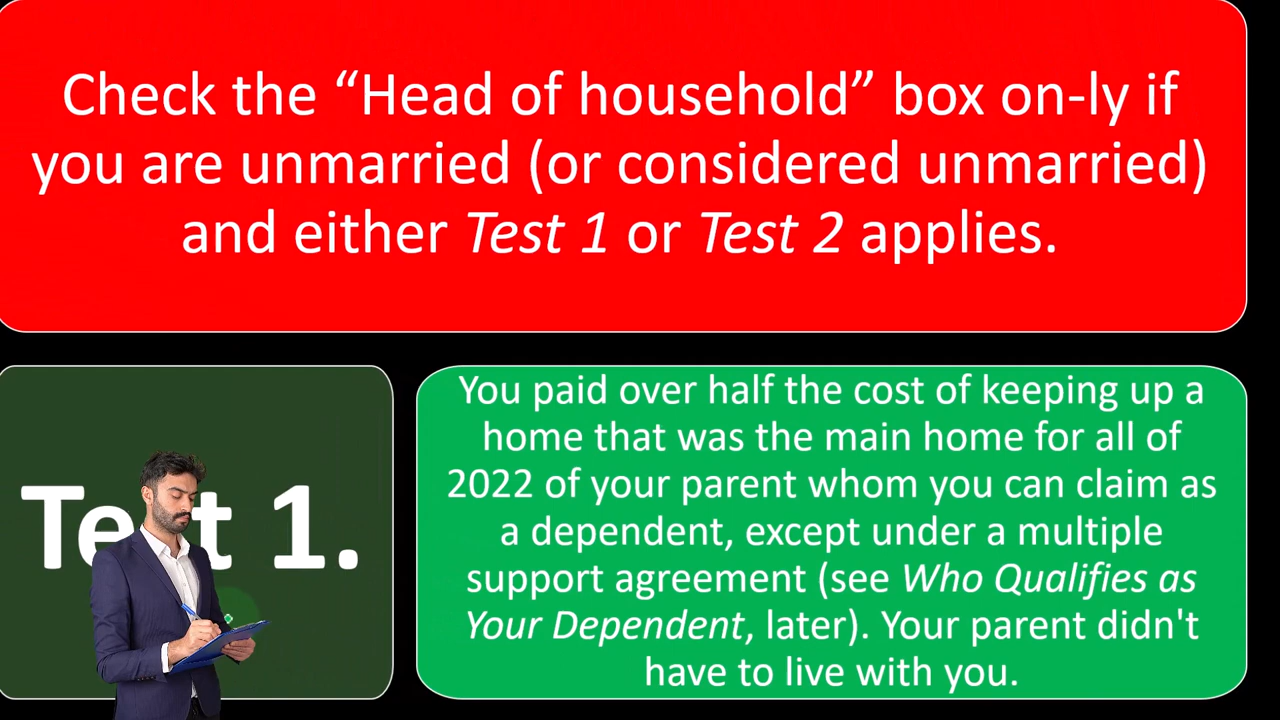 Check the “Head of household” box on-ly if
you are unmarried (or considered unmarried)
and either Test 1 or Test 2 applies.
Test 1.
You paid over half the cost of keeping up a
home that was the main home for all of
2022 of your parent whom you can claim as
a dependent, except under a multiple
support agreement (see Who Qualifies as
Your Dependent, later). Your parent didn't
have to live with you.